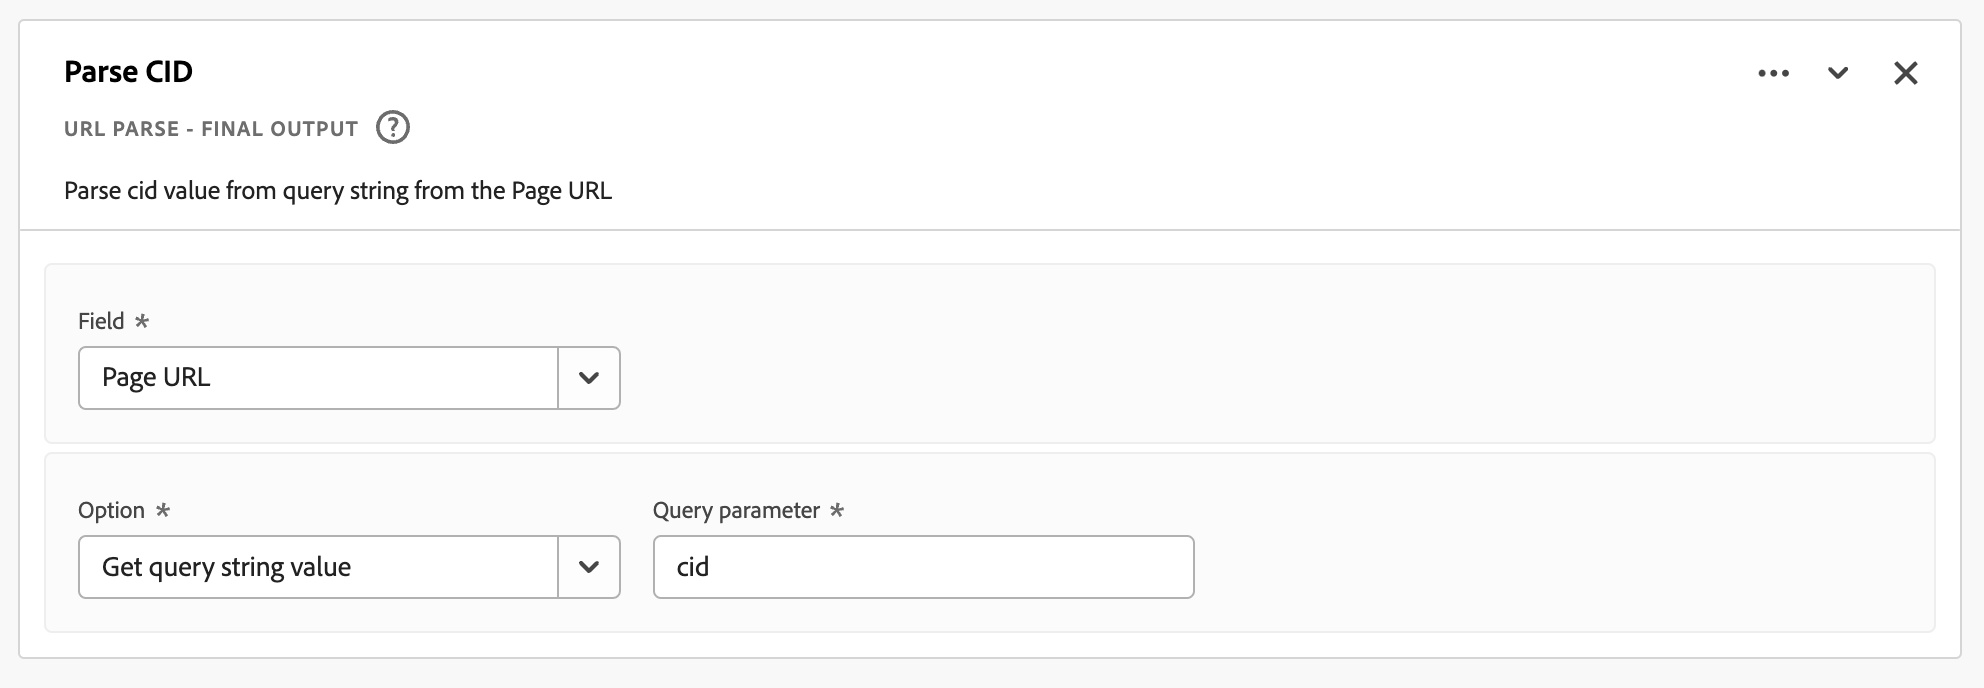 Parse CID
URL PARSE - FINAL OUTPUT ?
Parse cid value from query string from the Page URL
Field *
Page URL
Option * Query parameter *
Get query string value cid